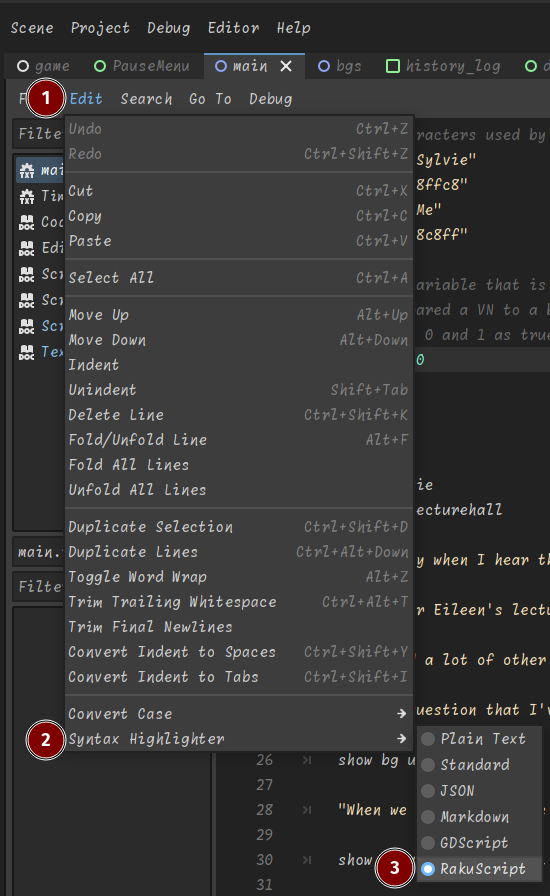 Scene Project Debug Editor Help
game PauseMenu main bgs history_log
1 Edit Search Go To Debug
Undo Ctrl+Z
Redo Ctrl+Shift+Z
Cut Ctrl+X
Copy Ctrl+C
Paste Ctrl+V
Select All Ctrl+A
Move Up Alt+Up
Move Down Alt+Down
Indent
Unindent Shift+Tab
Delete Line Ctrl+Shift+K
Fold/Unfold Line Alt+F
Fold All Lines
Unfold All Lines
Duplicate Selection Ctrl+Shift+D
Duplicate Lines Ctrl+Alt+Down
Toggle Word Wrap Alt+Z
Trim Trailing Whitespace Ctrl+Alt+T
Trim Final Newlines
Convert Indent to Spaces Ctrl+Shift+Y
Convert Indent to Tabs Ctrl+Shift+I
Convert Case
2 Syntax Highlighter
Plain Text
Standard
JSON
Markdown
GDScript
3 RakuScript
Filte
TXT mai
TXT Tim
DOC Coo
DOC Edi
DOC Scr
DOC Scr
DOC Scr
DOC Tex
main.
Filte
racters used by
Sylvie"
8ffc8"
Me"
8c8ff"
ariable that is
ared a VN to a b
0 and 1 as true
0
ie
ecturehall
y when I hear th
r Eileen's lectu
a lot of other
uestion that I'v
26 show bg u
27
28 "When we
29
30 show
31